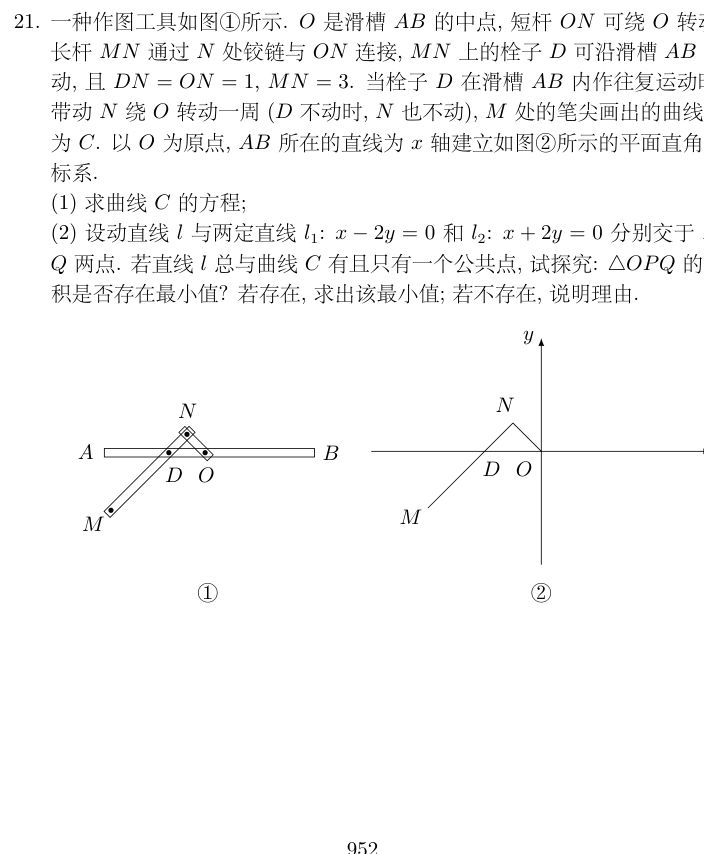 21. 一种作图工具如图①所示. O 是滑槽 AB 的中点, 短杆 ON 可绕 O 转
长杆 MN 通过 N 处铰链与 ON 连接, MN 上的栓子 D 可沿滑槽 AB
动, 且 DN = ON = 1, MN = 3. 当栓子 D 在滑槽 AB 内作往复运动
带动 N 绕 O 转动一周 (D 不动时, N 也不动), M 处的笔尖画出的曲线
为 C. 以 O 为原点, AB 所在的直线为 x 轴建立如图②所示的平面直角
标系.
(1) 求曲线 C 的方程;
(2) 设动直线 l 与两定直线 l₁: x − 2y = 0 和 l₂: x + 2y = 0 分别交于
Q 两点. 若直线 l 总与曲线 C 有且只有一个公共点, 试探究: △OPQ 的
积是否存在最小值? 若存在, 求出该最小值; 若不存在, 说明理由.
y
N
N
A
B
D
O
D
O
M
M
①
②
952